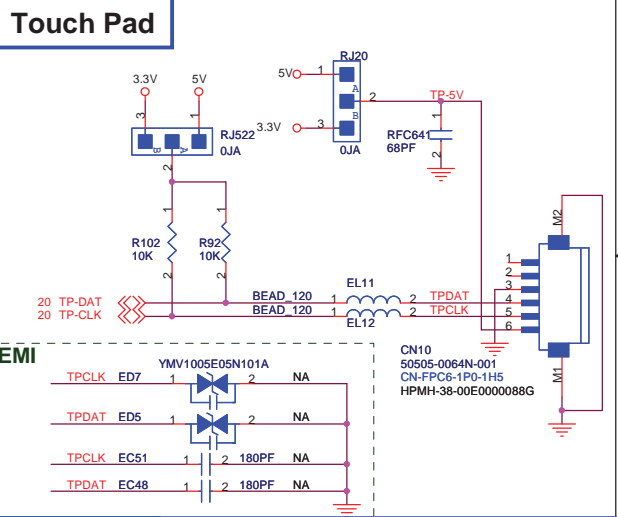 Touch Pad
RJ20
3.3V
5V
5V
1
A
2
TP-5V
B
3.3V
3
0JA
RFC641
68PF
1
2
3
1
B
A
2
RJ522
0JA
1
1
R102
10K
R92
10K
2
2
20 TP-DAT
20 TP-CLK
BEAD_120
BEAD_120
1
1
EL11
EL12
2
2
TPDAT
TPCLK
M2
1
2
3
4
5
6
M1
CN10
50505-0064N-001
CN-FPC6-1P0-1H5
HPMH-38-00E0000088G
EMI
YMV1005E05N101A
TPCLK ED7 1 2 NA
TPDAT ED5 1 2 NA
TPCLK EC51 1 2 180PF NA
TPDAT EC48 1 2 180PF NA